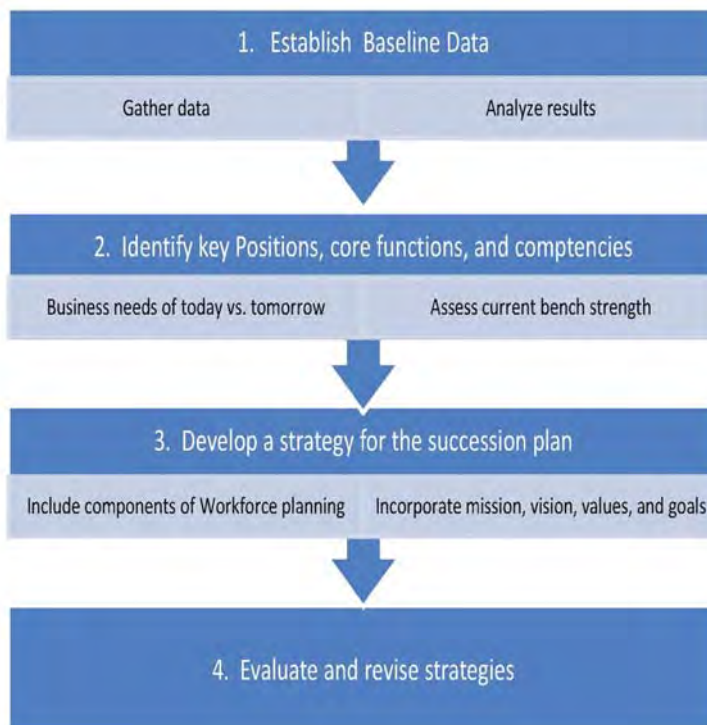 1. Establish Baseline Data
Gather data
Analyze results
2. Identify key Positions, core functions, and comptencies
Business needs of today vs. tomorrow
Assess current bench strength
3. Develop a strategy for the succession plan
Include components of Workforce planning
Incorporate mission, vision, values, and goals
4. Evaluate and revise strategies